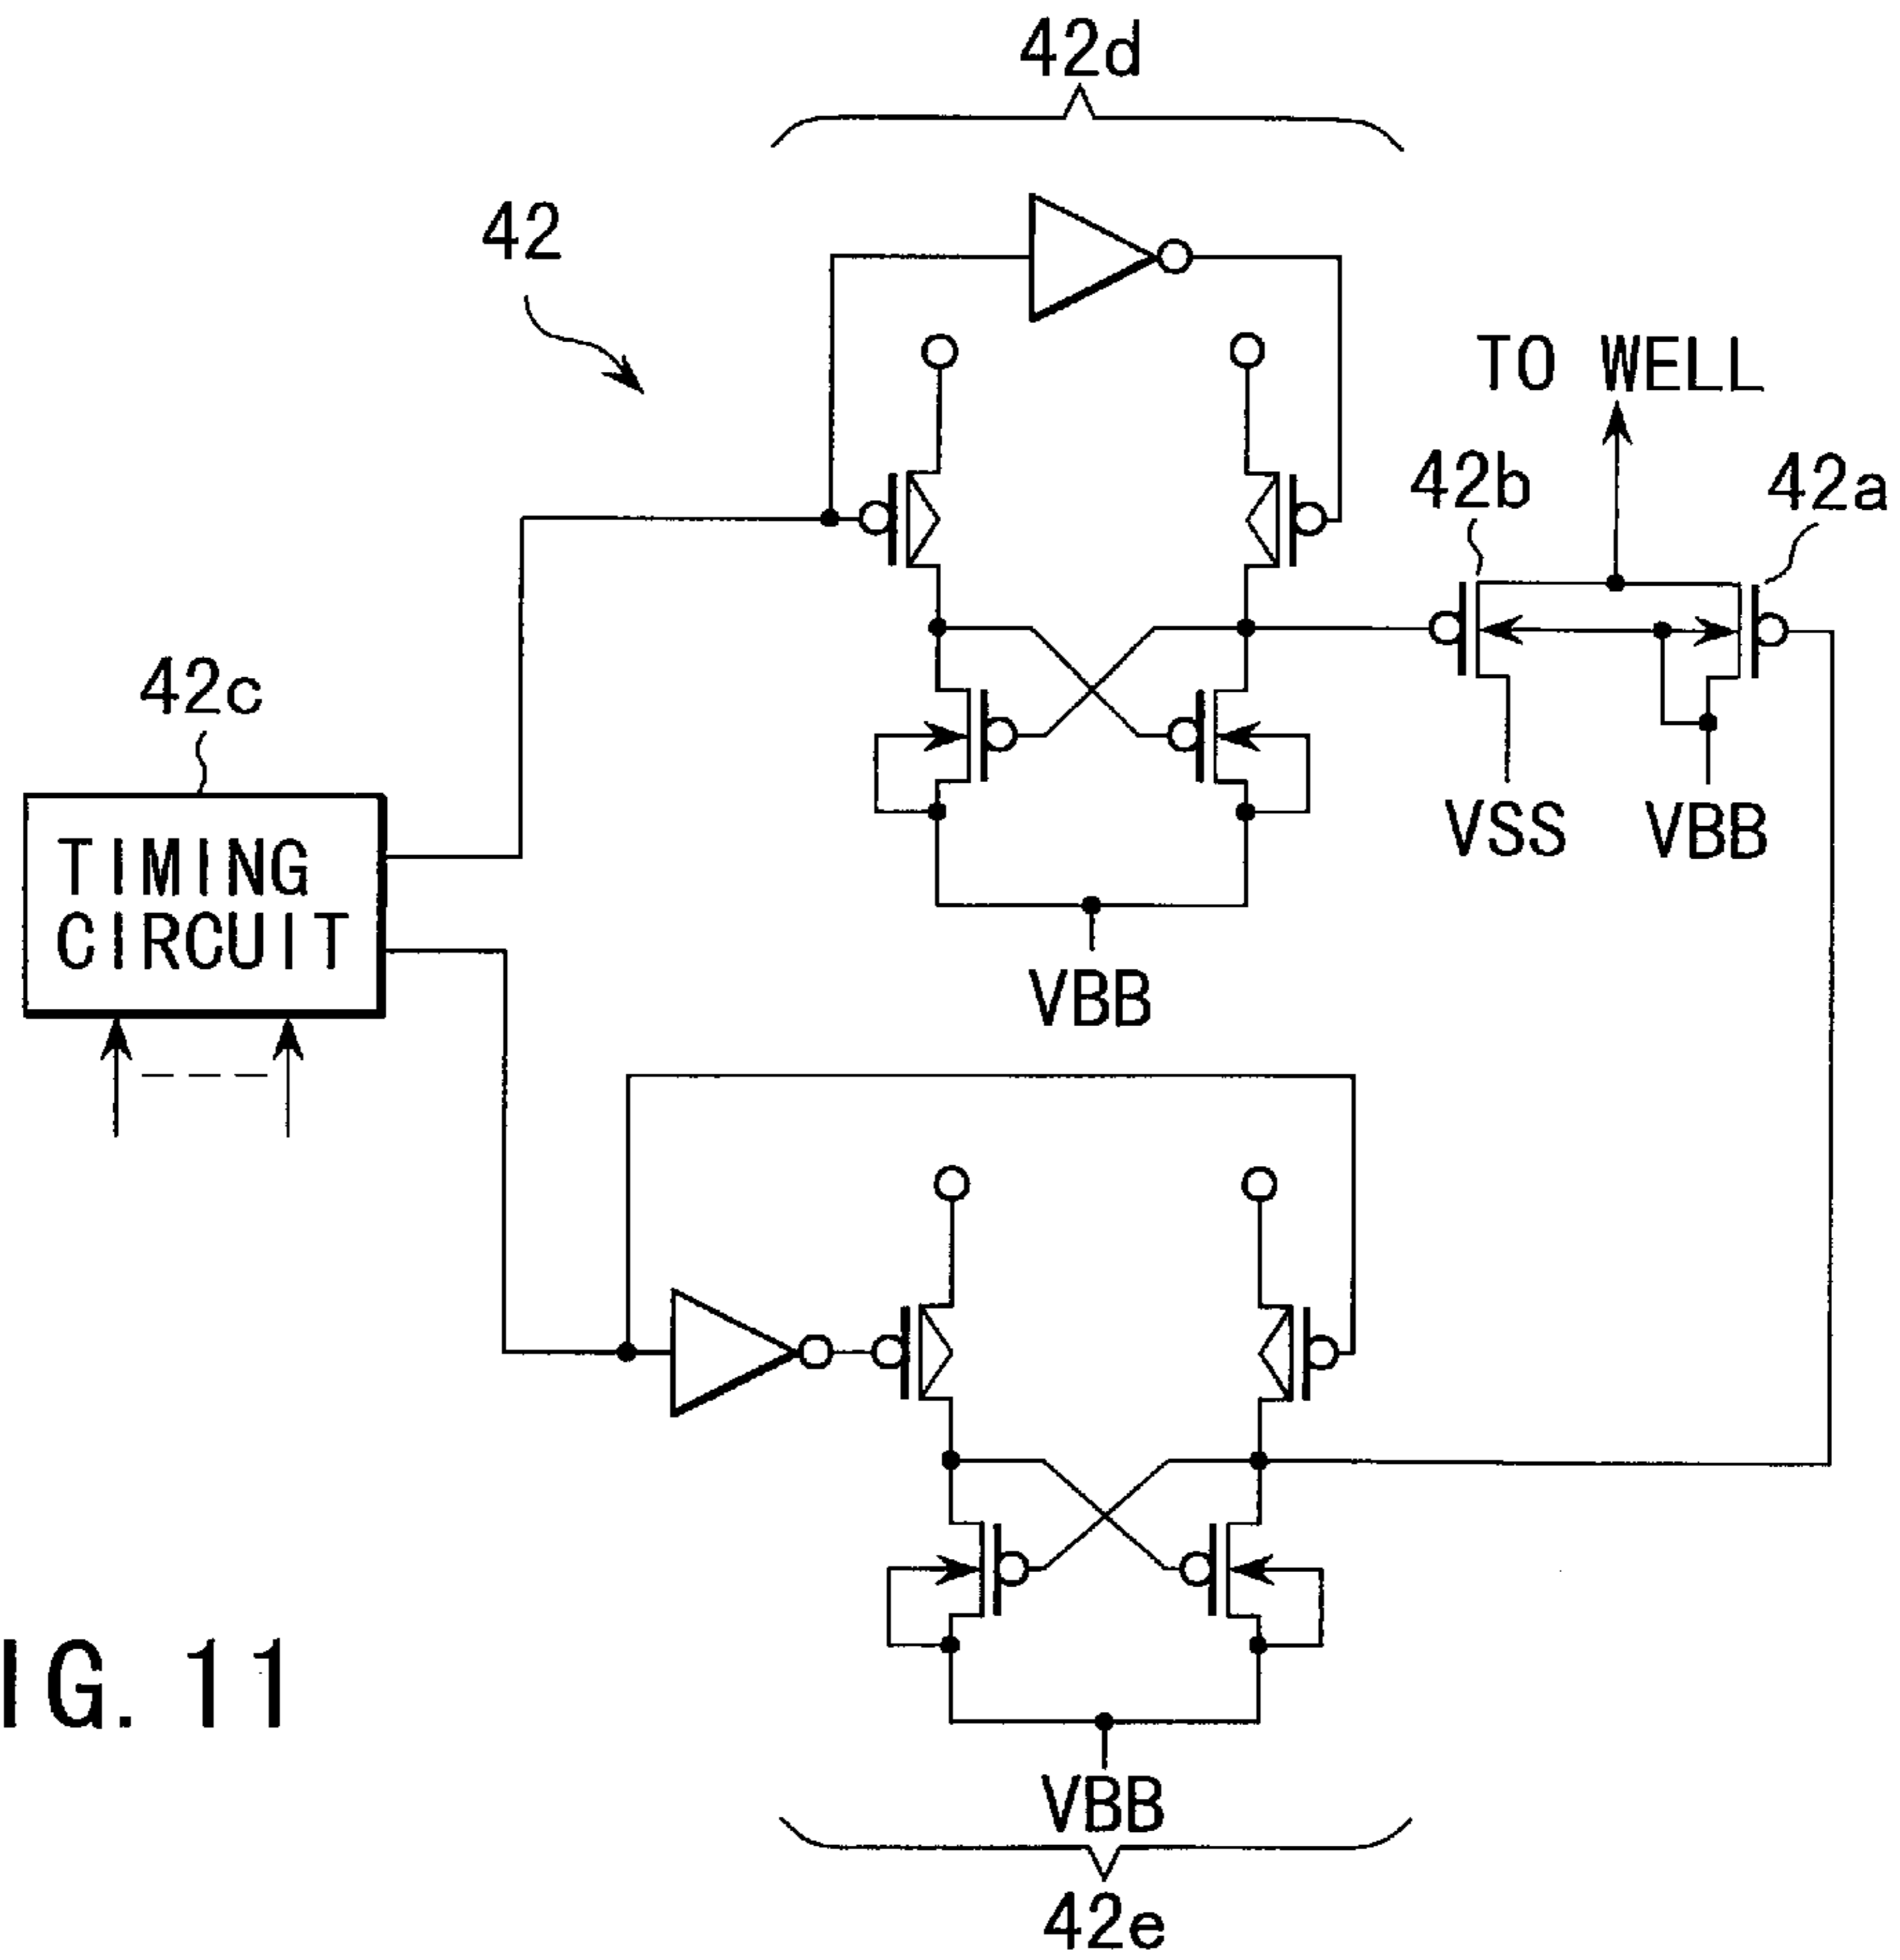 42d
42
TO WELL
42b
42a
42c
TIMING
CIRCUIT
VSS
VBB
VBB
VBB
42e
IG. 11